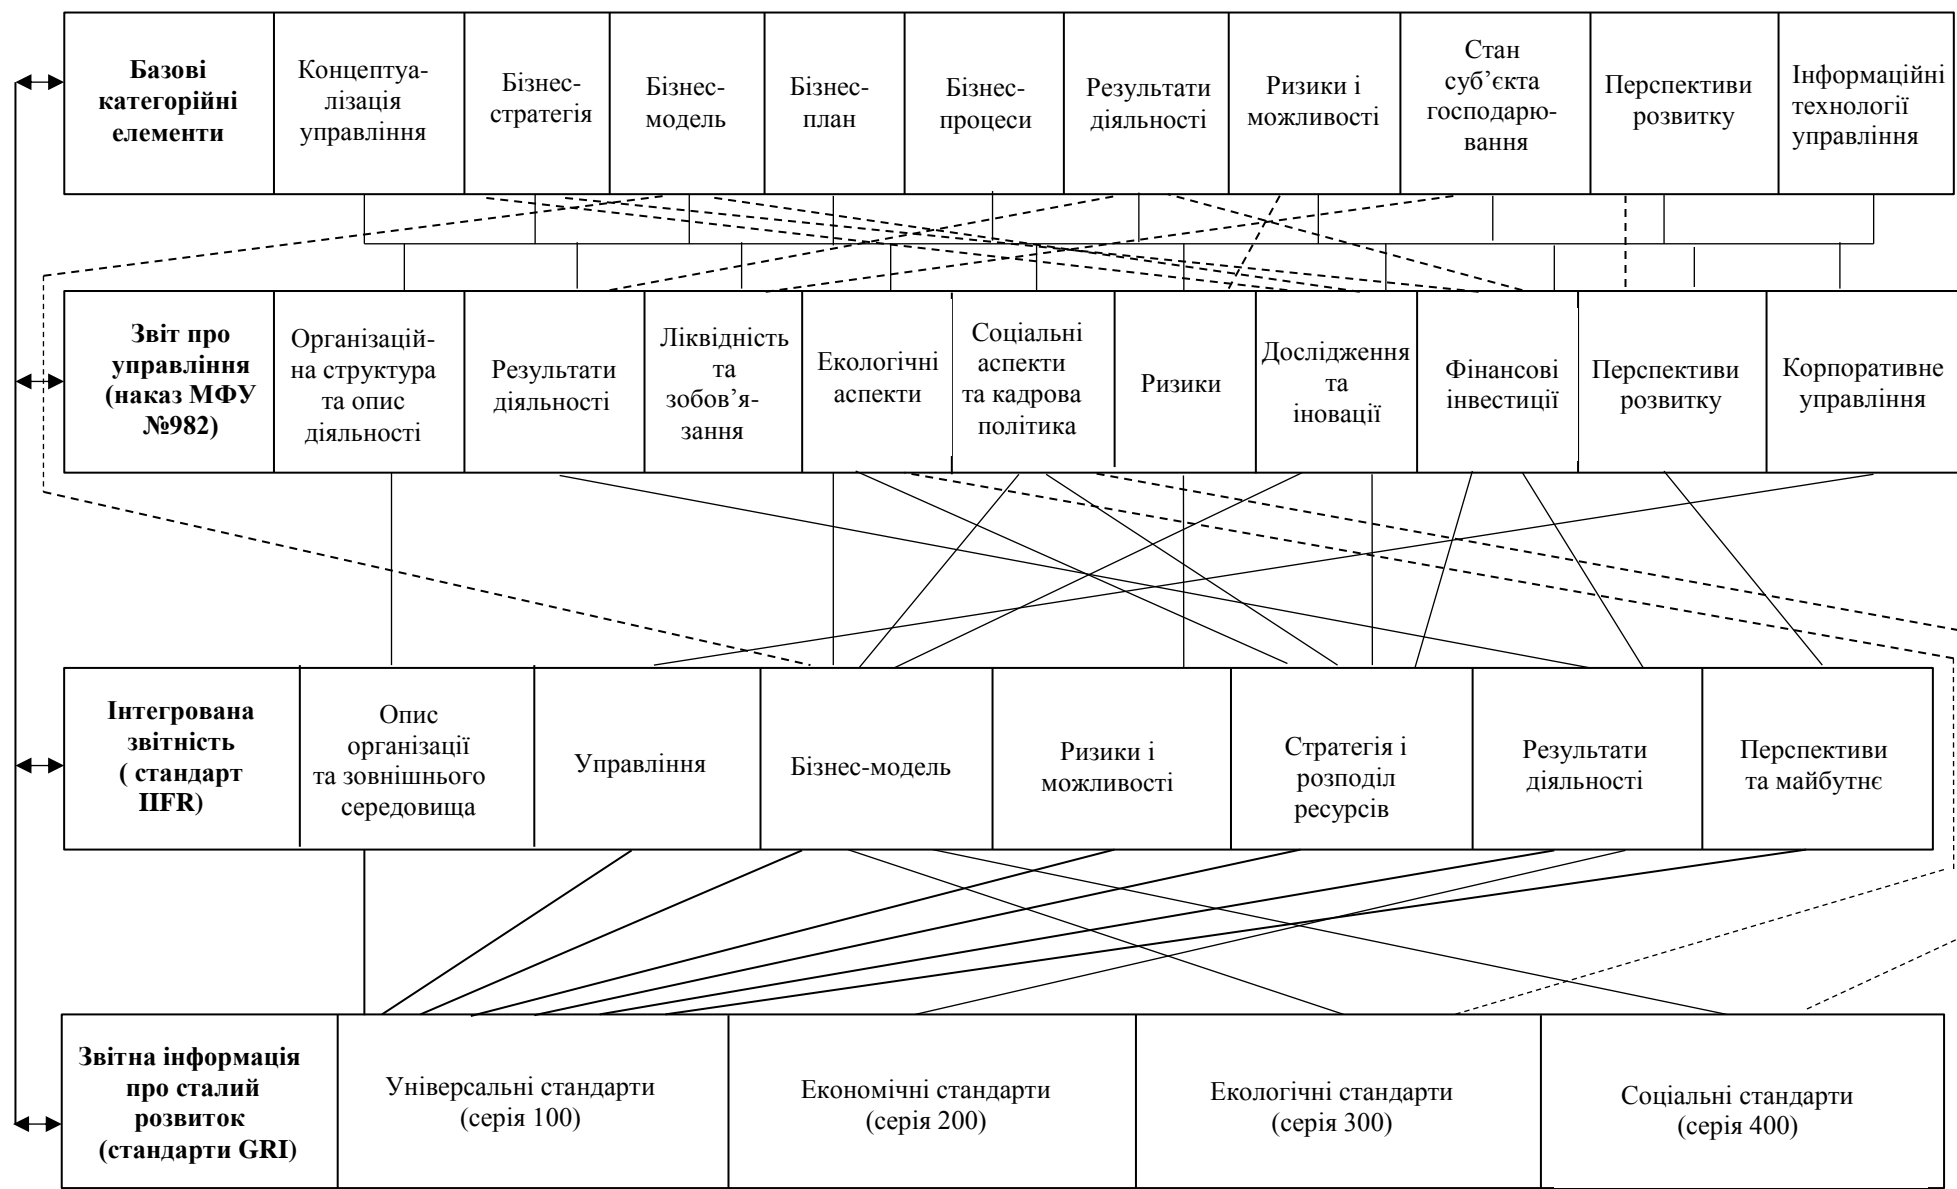 Базові
категорійні
елементи
Концептуа-
лізація
управління
Бізнес-
стратегія
Бізнес-
модель
Бізнес-
план
Бізнес-
процеси
Результати
діяльності
Ризики і
можливості
Стан
суб’єкта
господарю-
вання
Перспективи
розвитку
Інформаційні
технології
управління
Звіт про
управління
(наказ МФУ
№982)
Організацій-
на структура
та опис
діяльності
Результати
діяльності
Ліквідність
та
зобов’я-
зання
Екологічні
аспекти
Соціальні
аспекти
та кадрова
політика
Ризики
Дослідження
та
іновації
Фінансові
інвестиції
Перспективи
розвитку
Корпоративне
управління
Інтегрована
звітність
( стандарт
IIFR)
Опис
організації
та зовнішнього
середовища
Управління
Бізнес-модель
Ризики і
можливості
Стратегія і
розподіл
ресурсів
Результати
діяльності
Перспективи
та майбутнє
Звітна інформація
про сталий
розвиток
(стандарти GRI)
Універсальні стандарти
(серія 100)
Економічні стандарти
(серія 200)
Екологічні стандарти
(серія 300)
Соціальні стандарти
(серія 400)